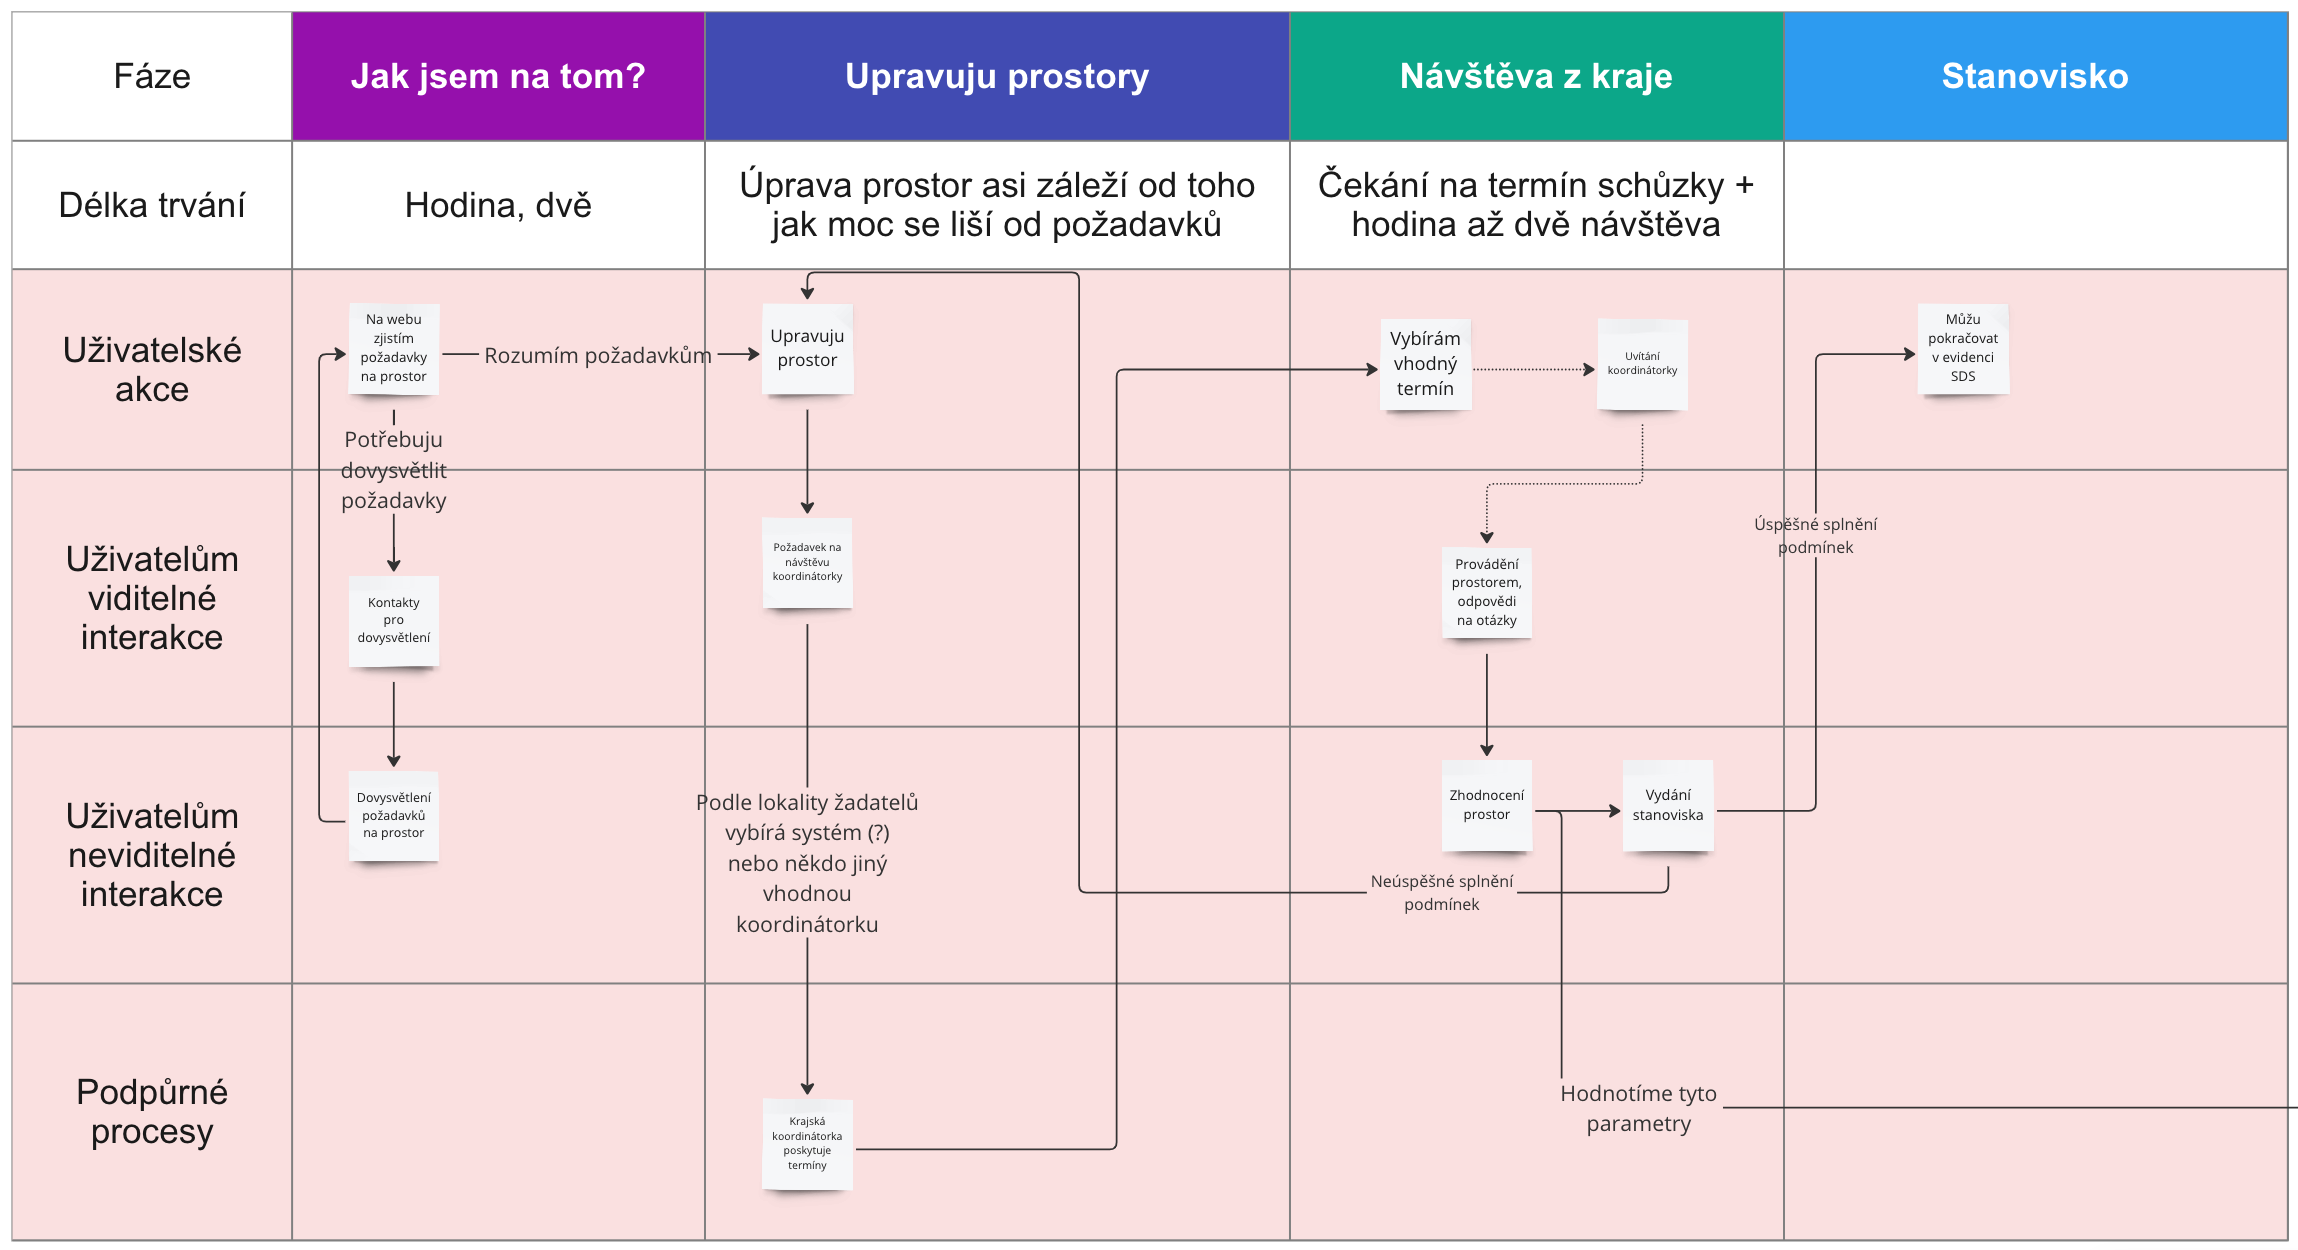 Fáze
Jak jsem na tom?
Upravuju prostory
Návštěva z kraje
Stanovisko
Délka trvání
Hodina, dvě
Úprava prostor asi záleží od toho
jak moc se liší od požadavků
Čekání na termín schůzky +
hodina až dvě návštěva
Uživatelské
akce
Na webu
zjistím
požadavky
na prostor
Rozumím požadavkům
Upravuju
prostor
Vybírám
vhodný
termín
Uvítání
koordinátorky
Můžu
pokračovat
v evidenci
SDS
Potřebuju
dovysvětlit
požadavky
Uživatelům
viditelné
interakce
Kontakty
pro
dovysvětlení
Požadavek na
návštěvu
koordinátorky
Provádění
prostorem,
odpovědi
na otázky
Úspěšné splnění
podmínek
Uživatelům
neviditelné
interakce
Dovysvětlení
požadavků
na prostor
Podle lokality žadatelů
vybírá systém (?)
nebo někdo jiný
vhodnou
koordinátorku
Zhodnocení
prostor
Vydání
stanoviska
Neúspěšné splnění
podmínek
Podpůrné
procesy
Krajská
koordinátorka
poskytuje
termíny
Hodnotíme tyto
parametry